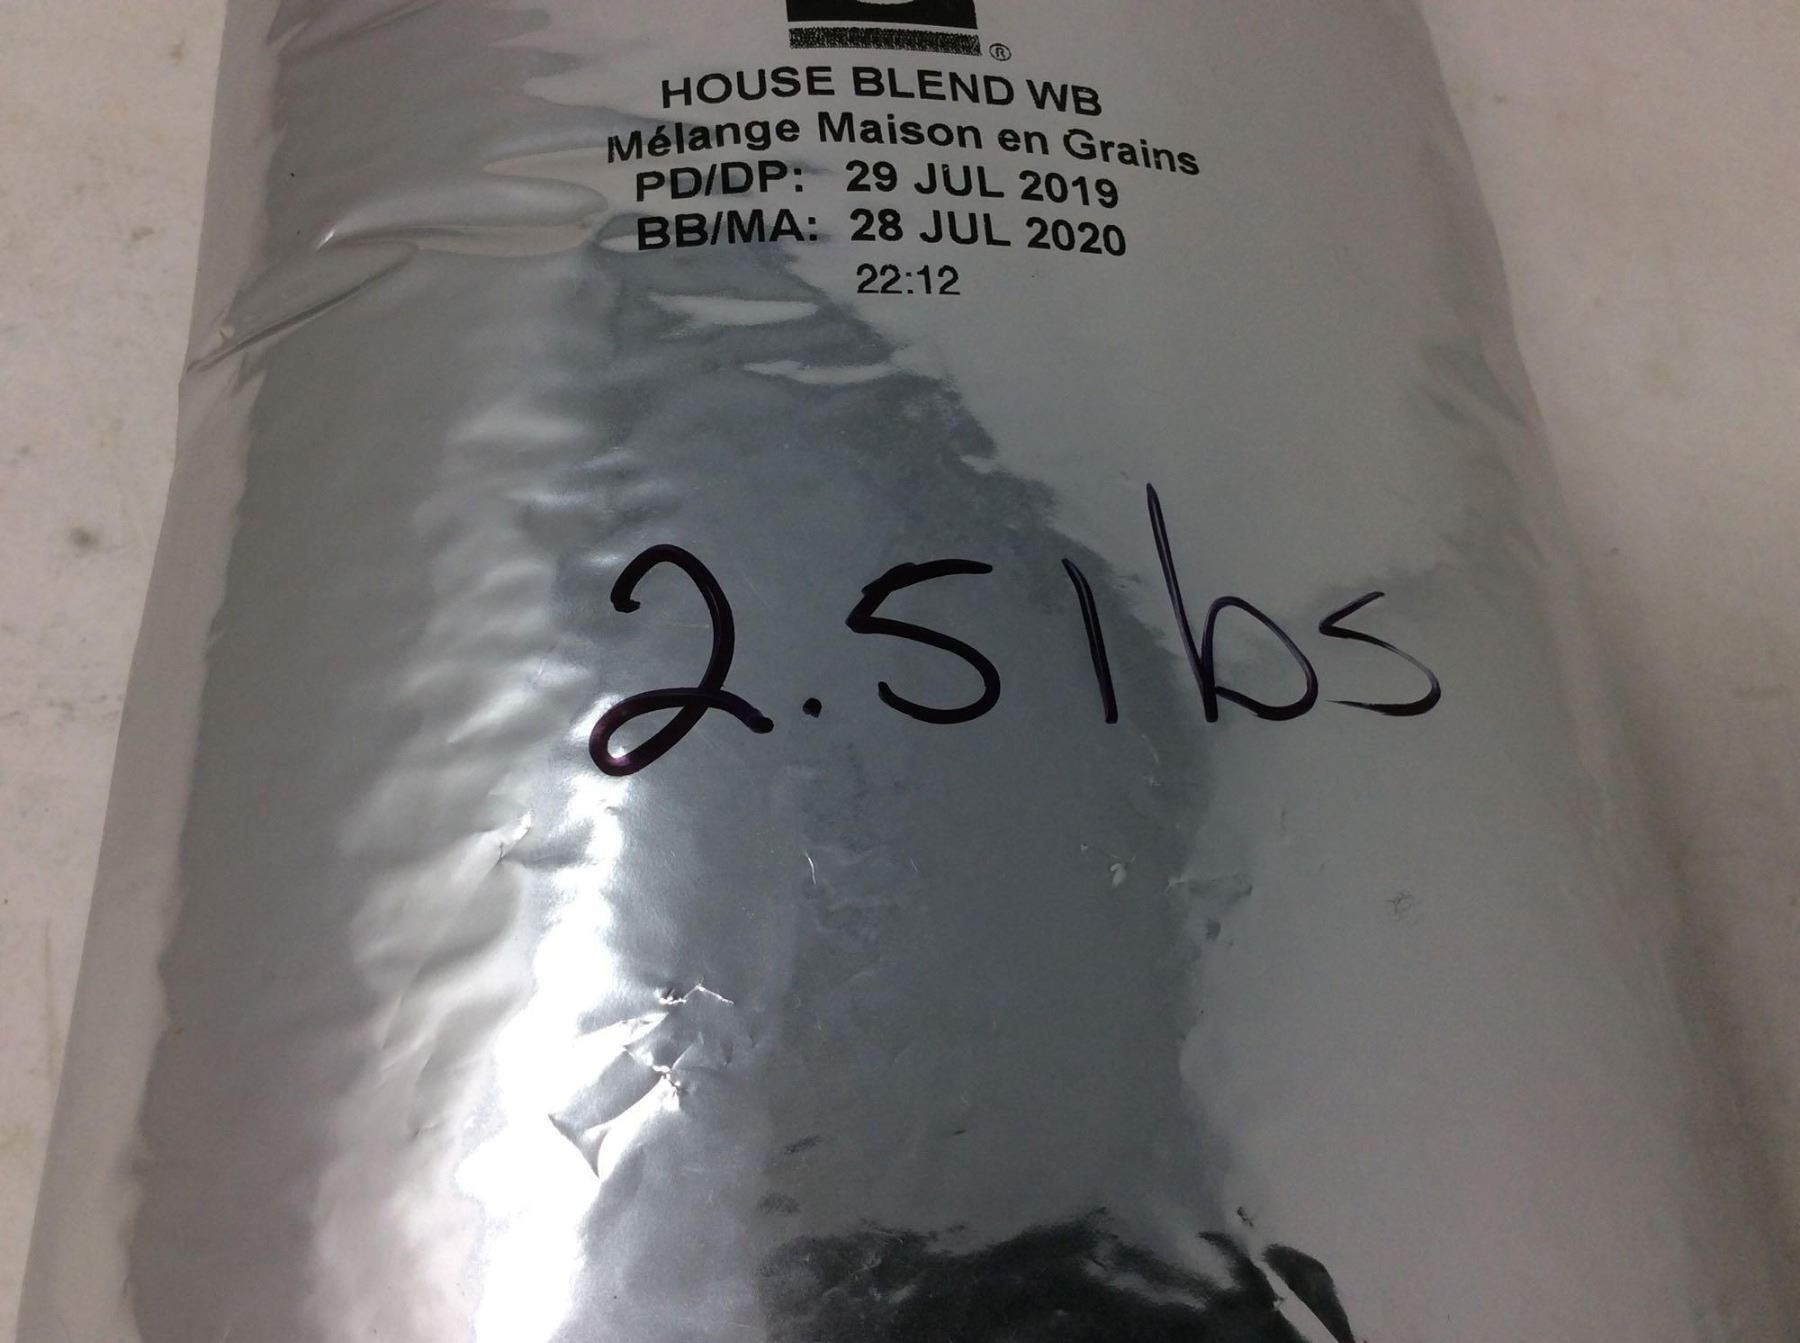 ®
HOUSE BLEND WB
Mélange Maison en Grains
PD/DP: 29 JUL 2019
BB/MA: 28 JUL 2020
22:12
2.5 lbs